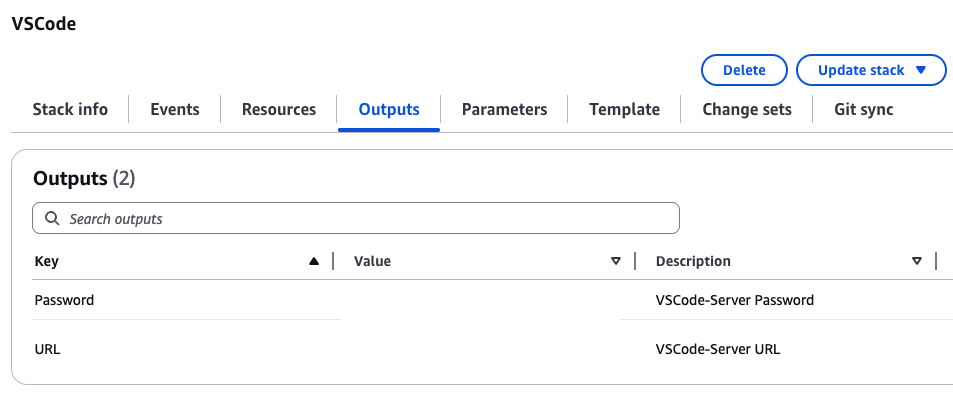 VSCode
Delete
Update stack
Stack info
Events
Resources
Outputs
Parameters
Template
Change sets
Git sync
Outputs (2)
Search outputs
Key
Value
Description
Password
VSCode-Server Password
URL
VSCode-Server URL